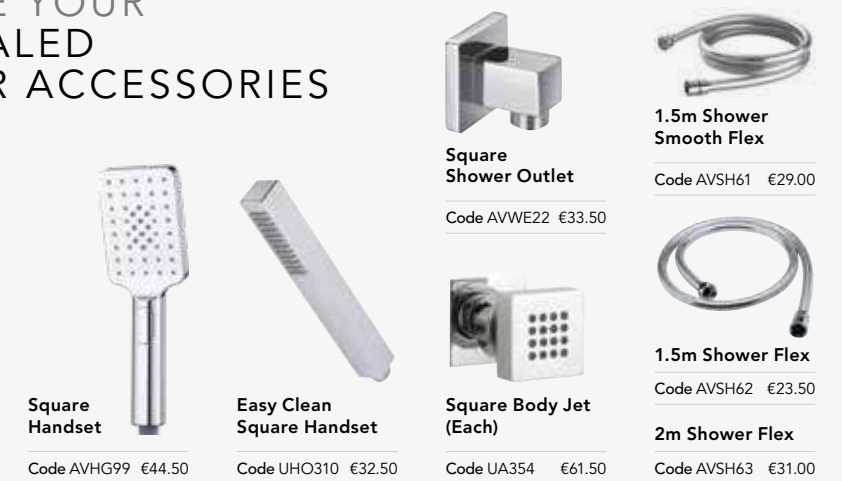 E YOUR
ALED
R ACCESSORIES
Square
Handset
Code AVHG99 €44.50
Easy Clean
Square Handset
Code UHO310 €32.50
Square
Shower Outlet
Code AVWE22 €33.50
Square Body Jet
(Each)
Code UA354 €61.50
1.5m Shower
Smooth Flex
Code AVSH61 €29.00
1.5m Shower Flex
Code AVSH62 €23.50
2m Shower Flex
Code AVSH63 €31.00